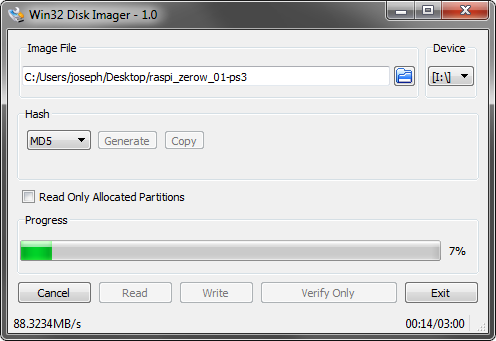 Win32 Disk Imager - 1.0
Image File
Device
C:/Users/joseph/Desktop/raspi_zerow_01-ps3
[I:\]
Hash
MD5
Generate
Copy
Read Only Allocated Partitions
Progress
7%
Cancel
Read
Write
Verify Only
Exit
88.3234MB/s
00:14/03:00